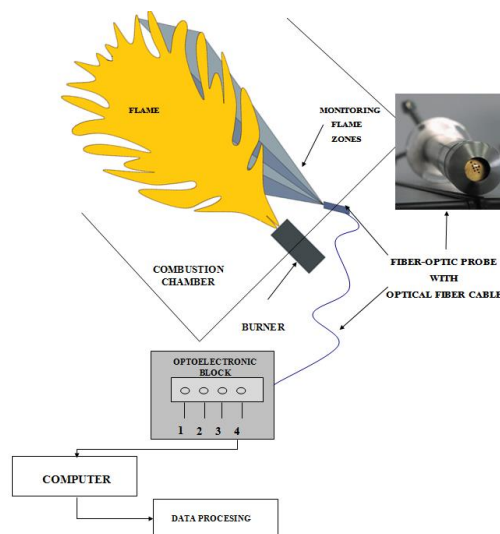 FLAME
MONITORING
FLAME
ZONES
FIBER-OPTIC PROBE
WITH
OPTICAL FIBER CABLE
COMBUSTION
CHAMBER
BURNER
OPTOELECTRONIC
BLOCK
1 2 3 4
COMPUTER
DATA PROCESING